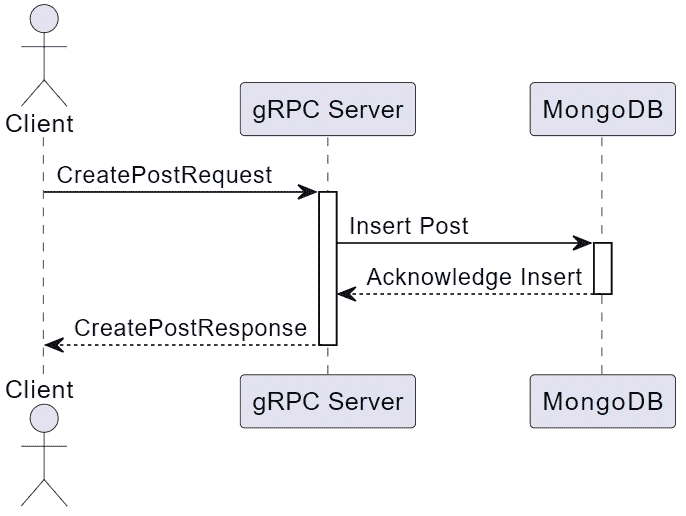 Client
gRPC Server
MongoDB
CreatePostRequest
Insert Post
Acknowledge Insert
CreatePostResponse
Client
gRPC Server
MongoDB